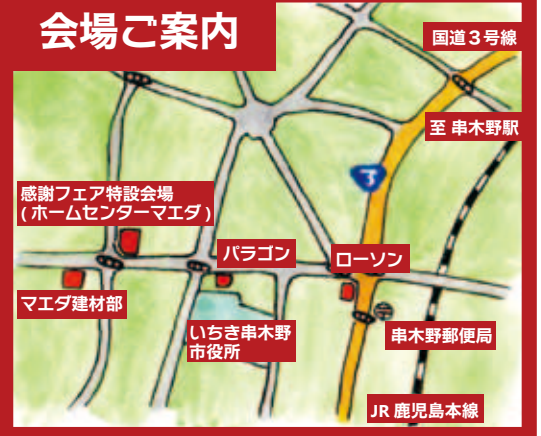 会場ご案内
国道３号線
至 串木野駅
3
感謝フェア特設会場
(ホームセンターマエダ)
パラゴン
ローソン
マエダ建材部
いちき串木野
市役所
串木野郵便局
JR 鹿児島本線